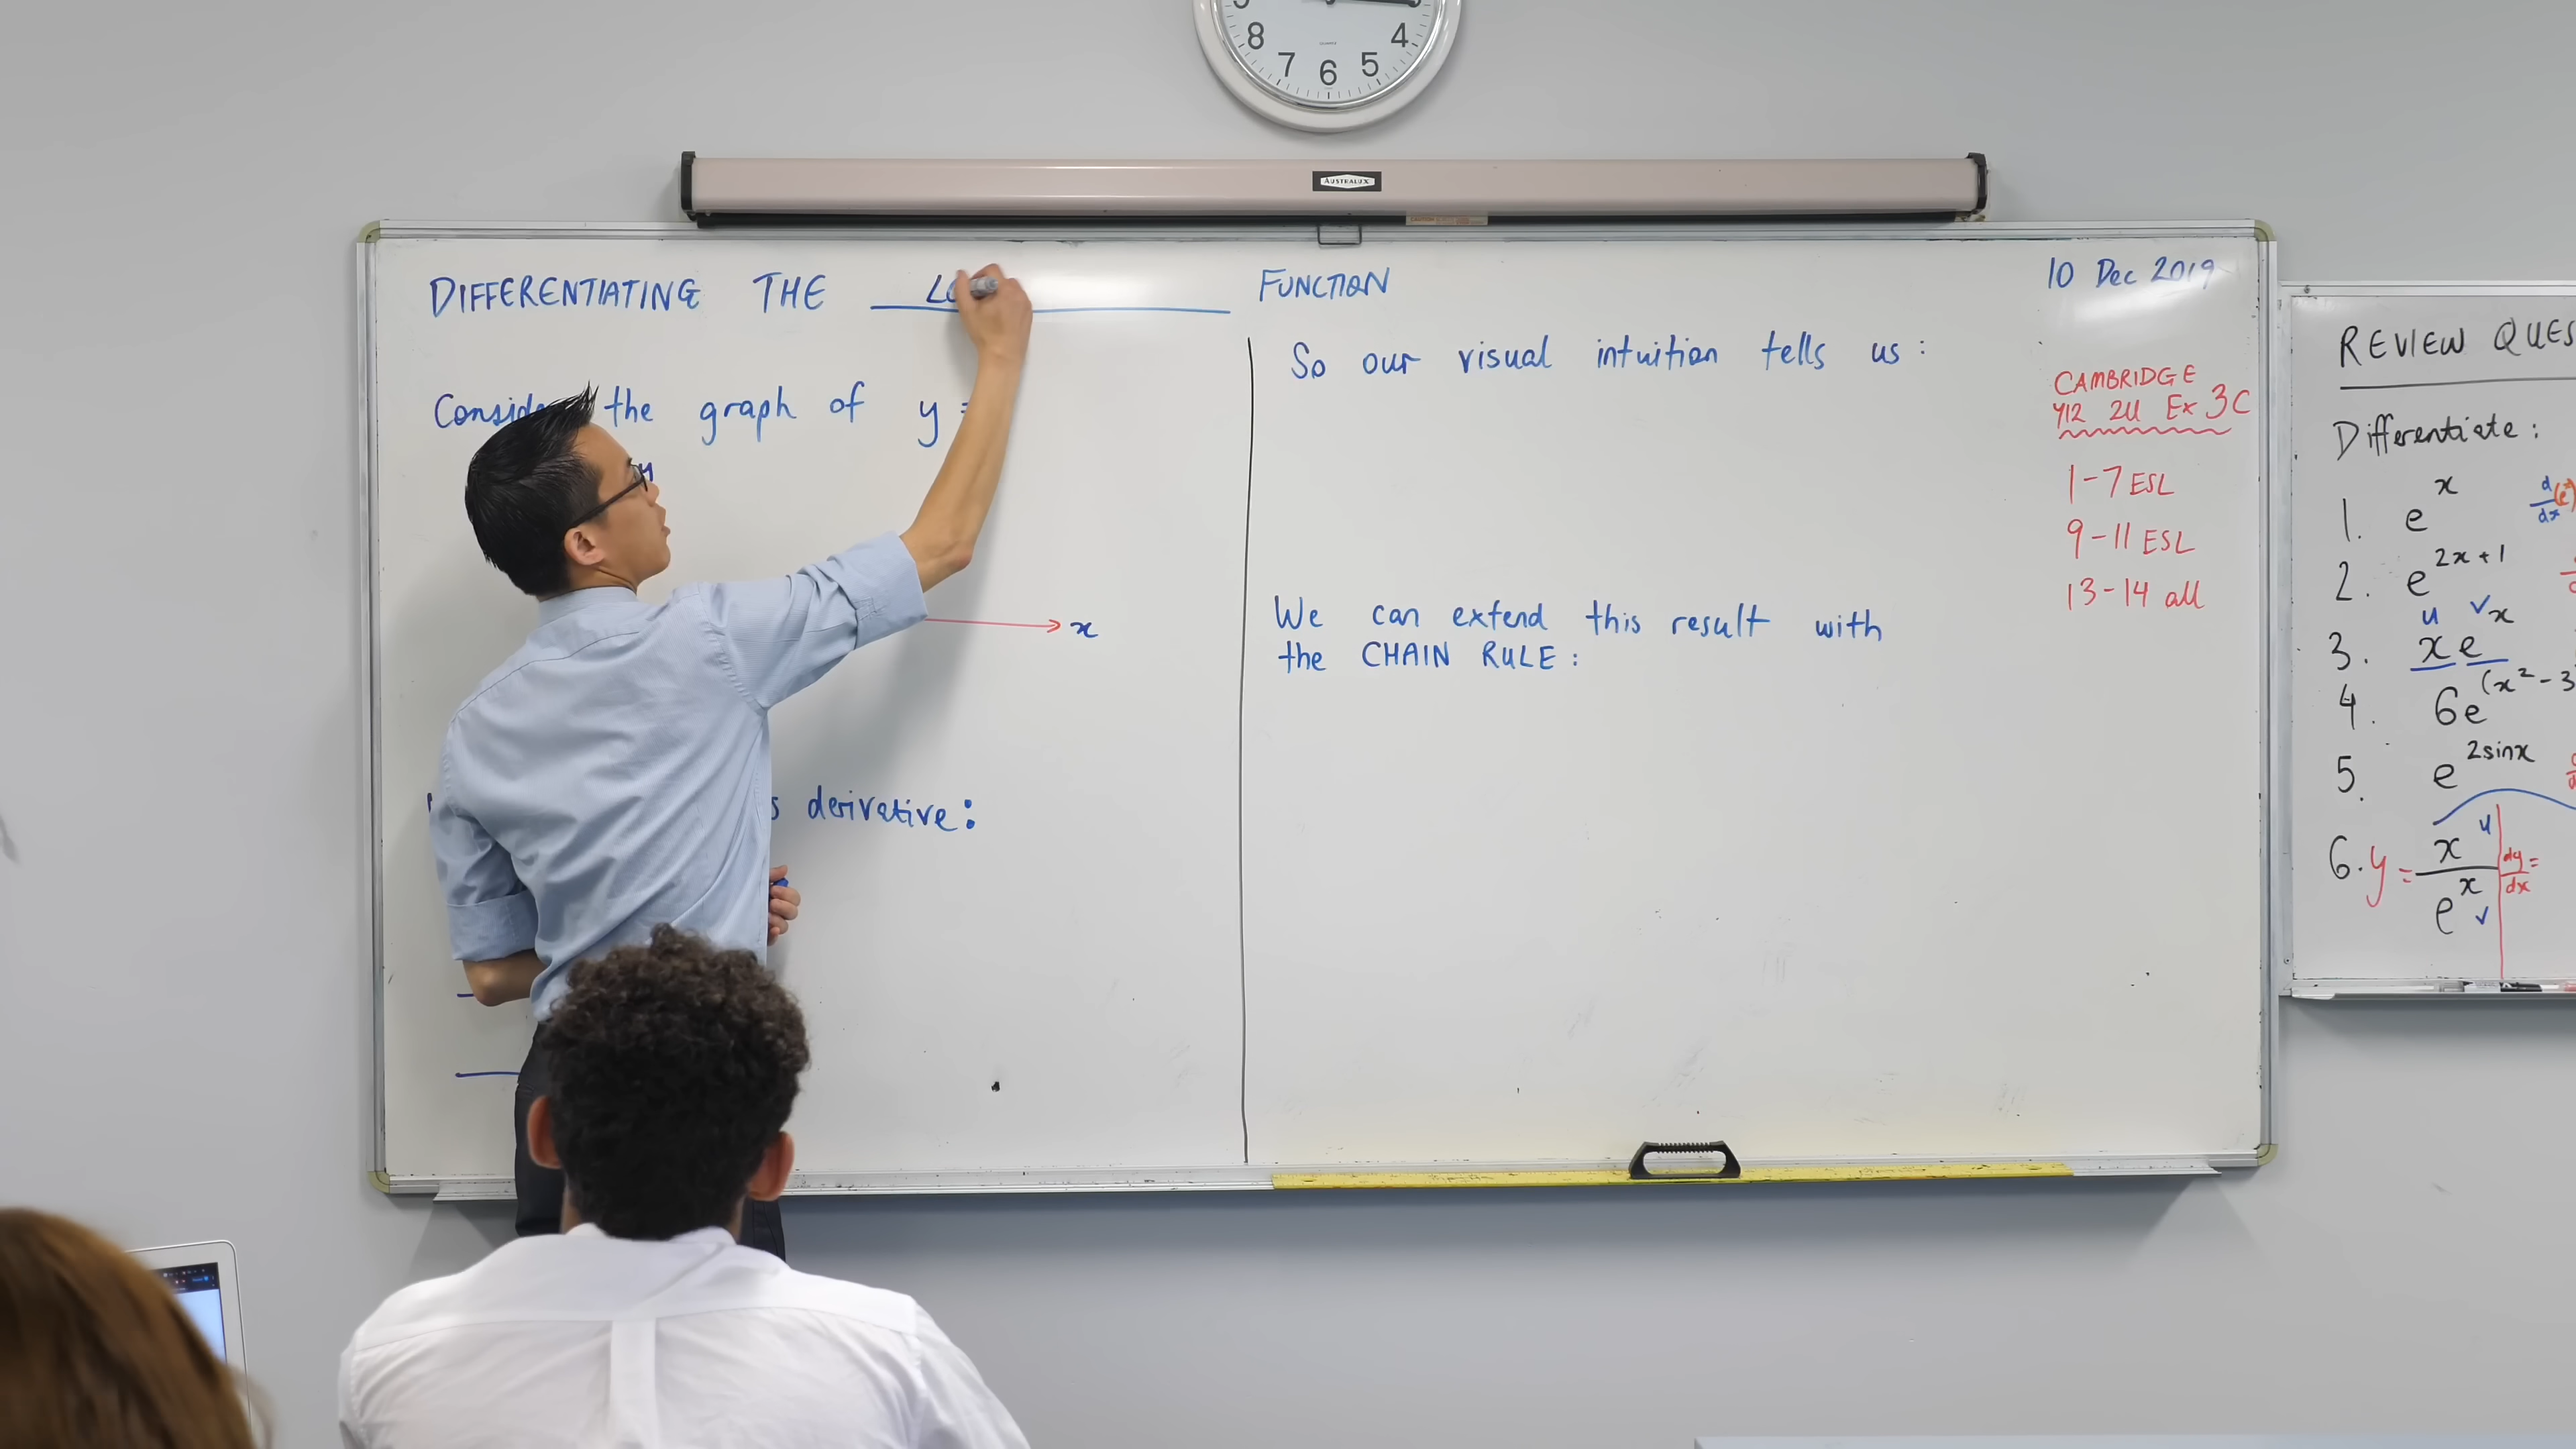 8 7 6 5 4
AUSTRALUX
DIFFERENTIATING THE LO FUNCTION
10 Dec 2019
Consider the graph of y =
y
x
s derivative:
So our visual intuition tells us:
We can extend this result with
the CHAIN RULE:
CAMBRIDGE
Y12 2U Ex 3C
1-7 ESL
9-11 ESL
13-14 all
REVIEW QUES
Differentiate:
1. e^x d/dx (e^x)
2. e^2x+1
u v
3. x e^x
4. 6e^(x²-3
5. e^2sinx
6. y = x/e^x u v dy/dx =